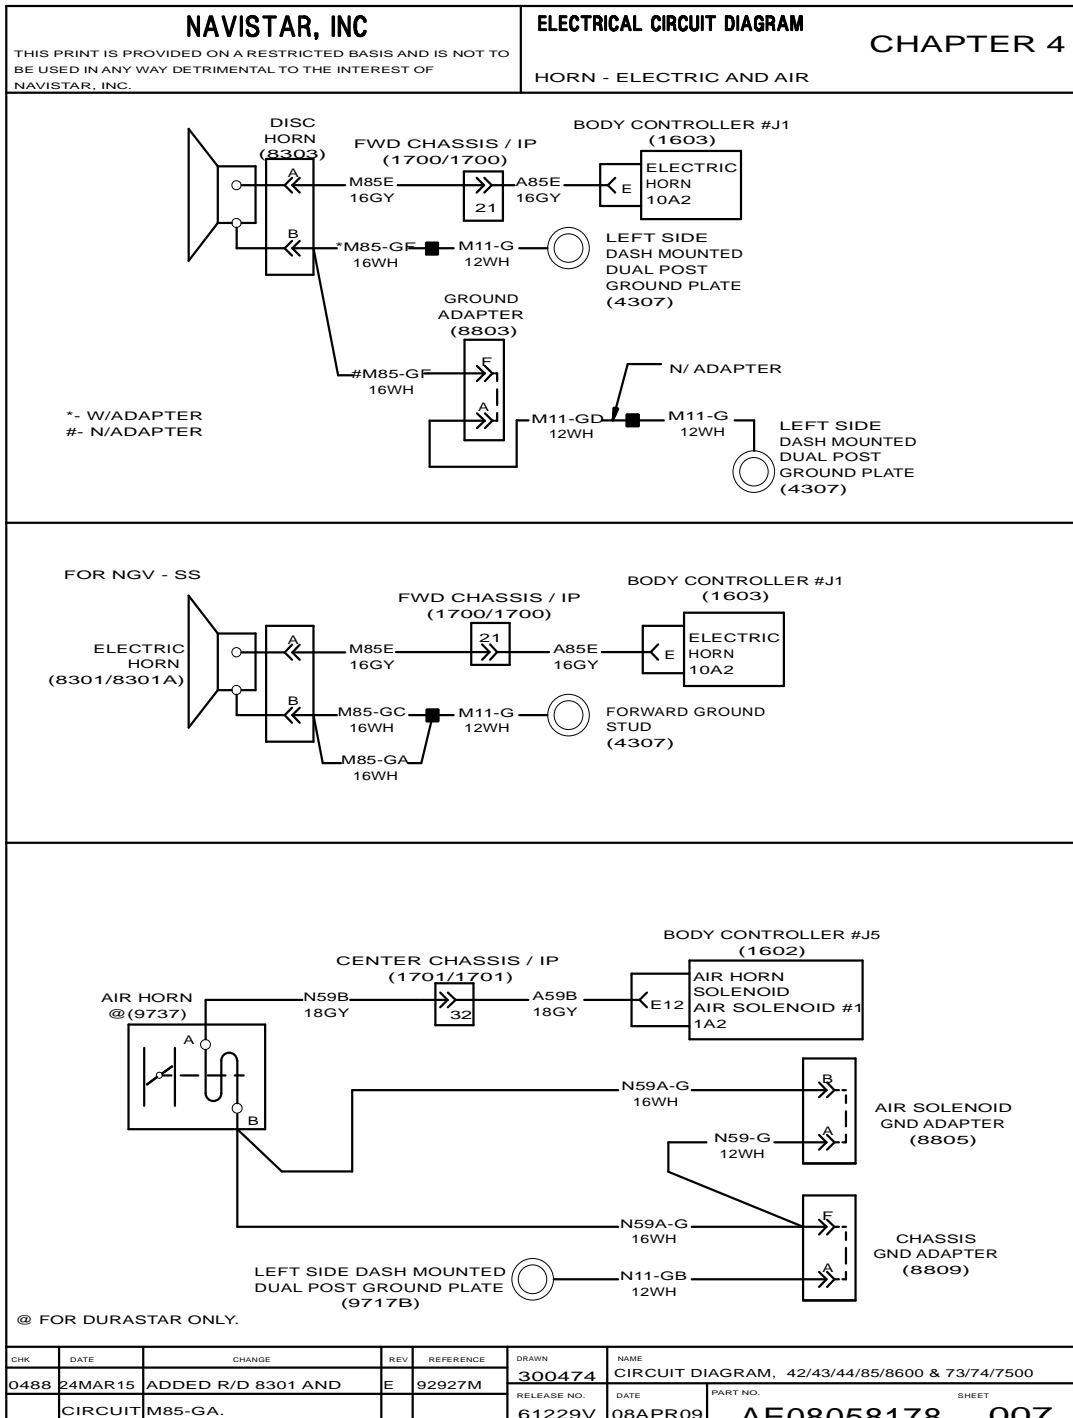 NAVISTAR, INC
THIS PRINT IS PROVIDED ON A RESTRICTED BASIS AND IS NOT TO
BE USED IN ANY WAY DETRIMENTAL TO THE INTEREST OF
NAVISTAR, INC.
ELECTRICAL CIRCUIT DIAGRAM
CHAPTER 4
HORN - ELECTRIC AND AIR
DISC
HORN
(8303)
FWD CHASSIS / IP
(1700/1700)
BODY CONTROLLER #J1
(1603)
A
M85E
16GY
21
A85E
16GY
E
ELECTRIC
HORN
10A2
B
*M85-GF
16WH
M11-G
12WH
LEFT SIDE
DASH MOUNTED
DUAL POST
GROUND PLATE
(4307)
GROUND
ADAPTER
(8803)
F
#M85-GF
16WH
A
N/ ADAPTER
M11-GD
12WH
M11-G
12WH
*- W/ADAPTER
#- N/ADAPTER
LEFT SIDE
DASH MOUNTED
DUAL POST
GROUND PLATE
(4307)
FOR NGV - SS
FWD CHASSIS / IP
(1700/1700)
BODY CONTROLLER #J1
(1603)
ELECTRIC
HORN
(8301/8301A)
A
M85E
16GY
21
A85E
16GY
E
ELECTRIC
HORN
10A2
B
M85-GC
16WH
M11-G
12WH
FORWARD GROUND
STUD
(4307)
M85-GA
16WH
BODY CONTROLLER #J5
(1602)
CENTER CHASSIS / IP
(1701/1701)
AIR HORN
@(9737)
A
N59B
18GY
32
A59B
18GY
E12
AIR HORN
SOLENOID
AIR SOLENOID #1
1A2
B
N59A-G
16WH
B
A
N59-G
12WH
AIR SOLENOID
GND ADAPTER
(8805)
N59A-G
16WH
F
A
CHASSIS
GND ADAPTER
(8809)
LEFT SIDE DASH MOUNTED
DUAL POST GROUND PLATE
(9717B)
N11-GB
12WH
@ FOR DURASTAR ONLY.
CHK DATE CHANGE REV REFERENCE DRAWN NAME
0488 24MAR15 ADDED R/D 8301 AND E 92927M 300474 CIRCUIT DIAGRAM, 42/43/44/85/8600 & 73/74/7500
RELEASE NO. DATE PART NO. SHEET
CIRCUIT M85-GA. 61229V 08APR09 AE08058178 007